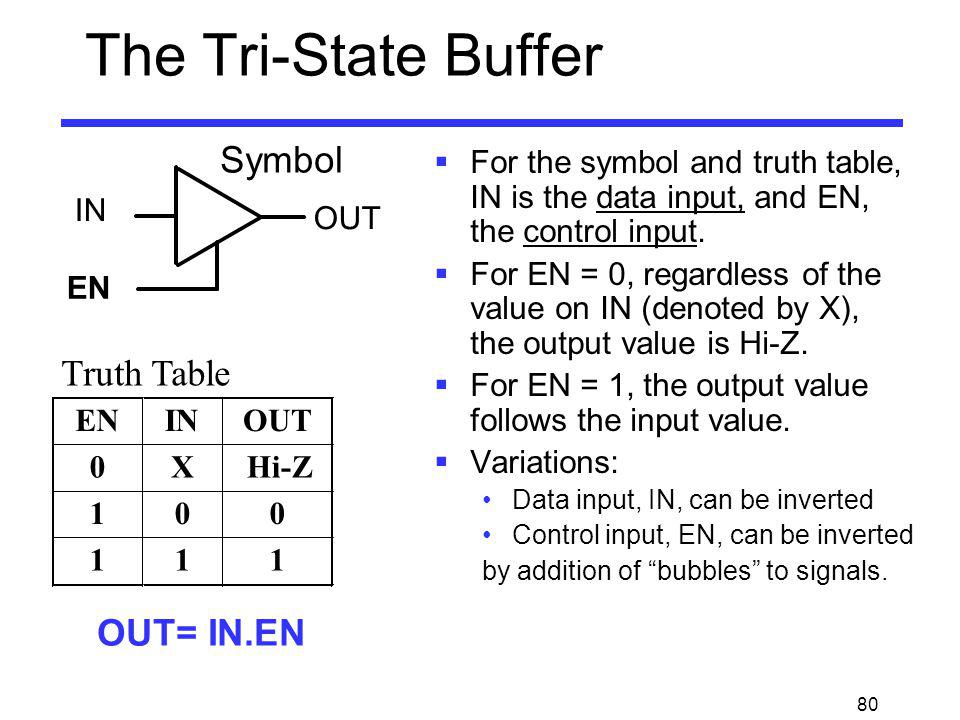 The Tri-State Buffer
Symbol
IN
OUT
EN
Truth Table
EN IN OUT
0 X Hi-Z
1 0 0
1 1 1
OUT= IN.EN
▪ For the symbol and truth table,
IN is the data input, and EN,
the control input.
▪ For EN = 0, regardless of the
value on IN (denoted by X),
the output value is Hi-Z.
▪ For EN = 1, the output value
follows the input value.
▪ Variations:
• Data input, IN, can be inverted
• Control input, EN, can be inverted
by addition of “bubbles” to signals.
80